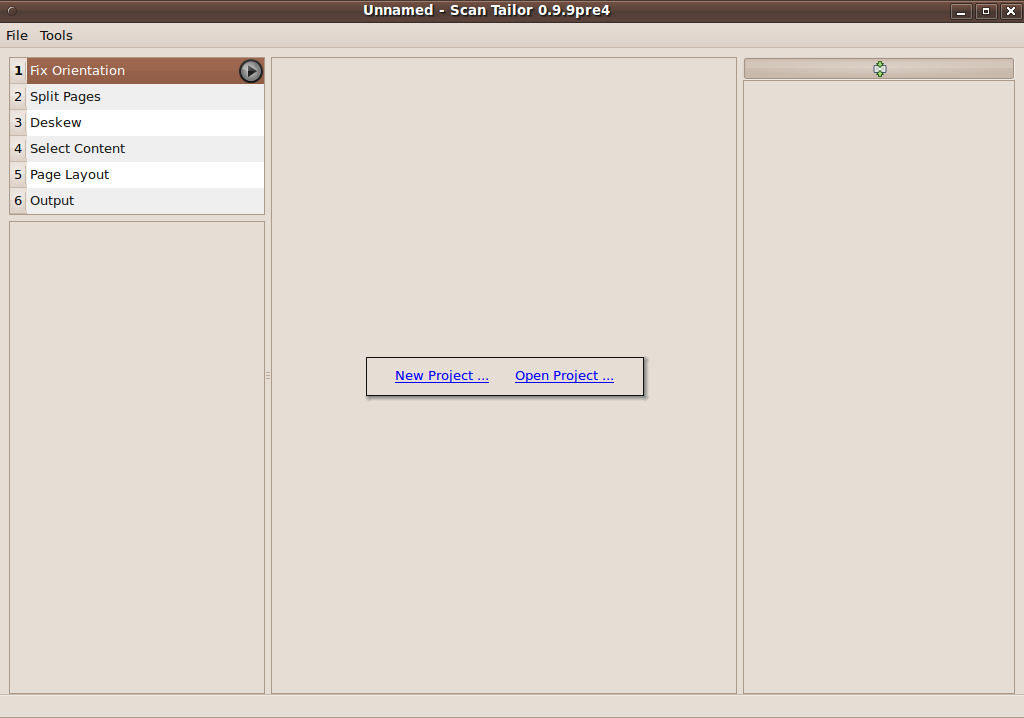 Unnamed - Scan Tailor 0.9.9pre4
File Tools
1 Fix Orientation
2 Split Pages
3 Deskew
4 Select Content
5 Page Layout
6 Output
New Project ... Open Project ...